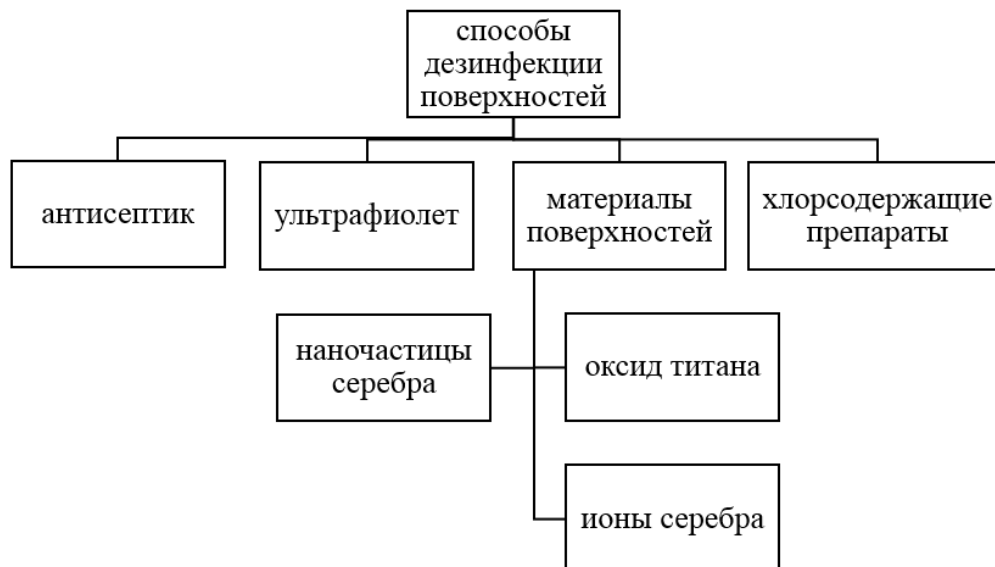 способы
дезинфекции
поверхностей
антисептик
ультрафиолет
материалы
поверхностей
хлорсодержащие
препараты
наночастицы
серебра
оксид титана
ионы серебра